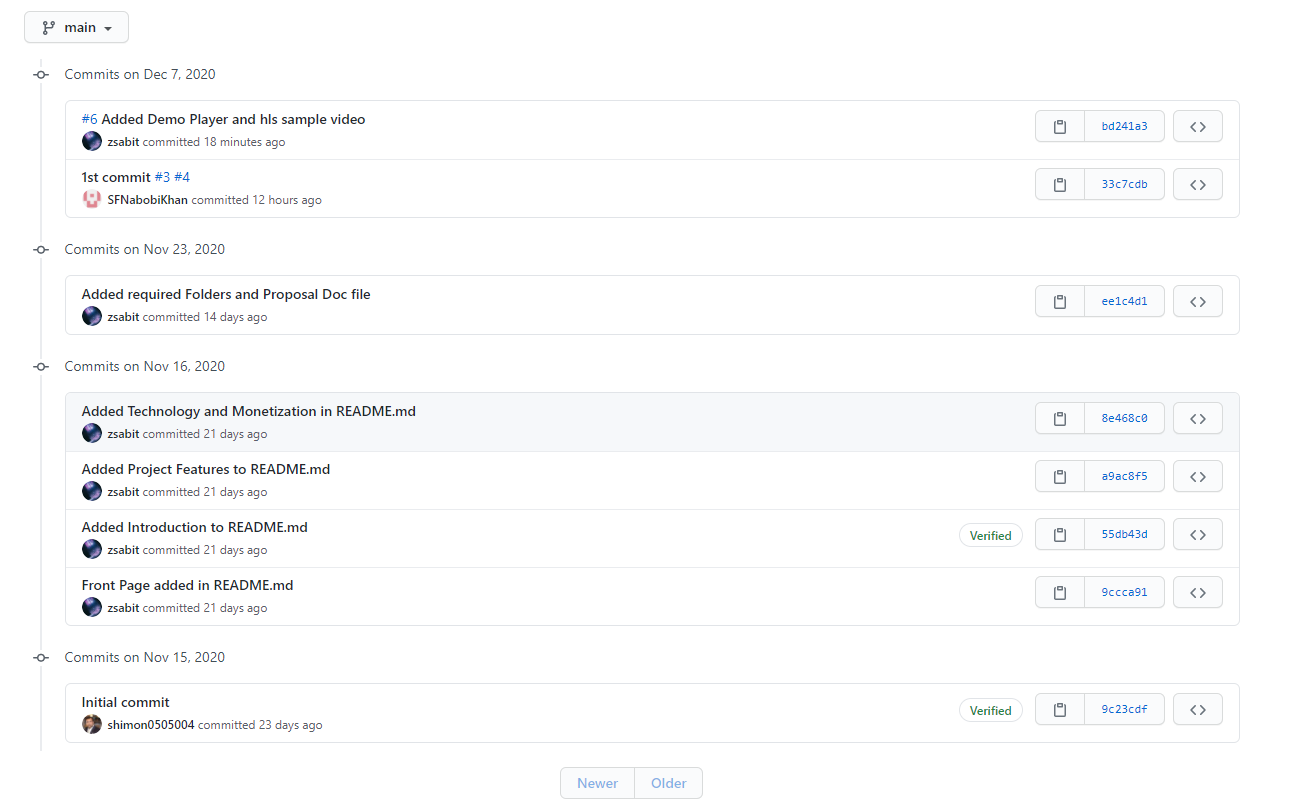 main
Commits on Dec 7, 2020
#6 Added Demo Player and hls sample video
zsabit committed 18 minutes ago
bd241a3
1st commit #3 #4
SFNabobiKhan committed 12 hours ago
33c7cdb
Commits on Nov 23, 2020
Added required Folders and Proposal Doc file
zsabit committed 14 days ago
ee1c4d1
Commits on Nov 16, 2020
Added Technology and Monetization in README.md
zsabit committed 21 days ago
8e468c0
Added Project Features to README.md
zsabit committed 21 days ago
a9ac8f5
Added Introduction to README.md
zsabit committed 21 days ago
Verified
55db43d
Front Page added in README.md
zsabit committed 21 days ago
9ccca91
Commits on Nov 15, 2020
Initial commit
shimon0505004 committed 23 days ago
Verified
9c23cdf
Newer Older